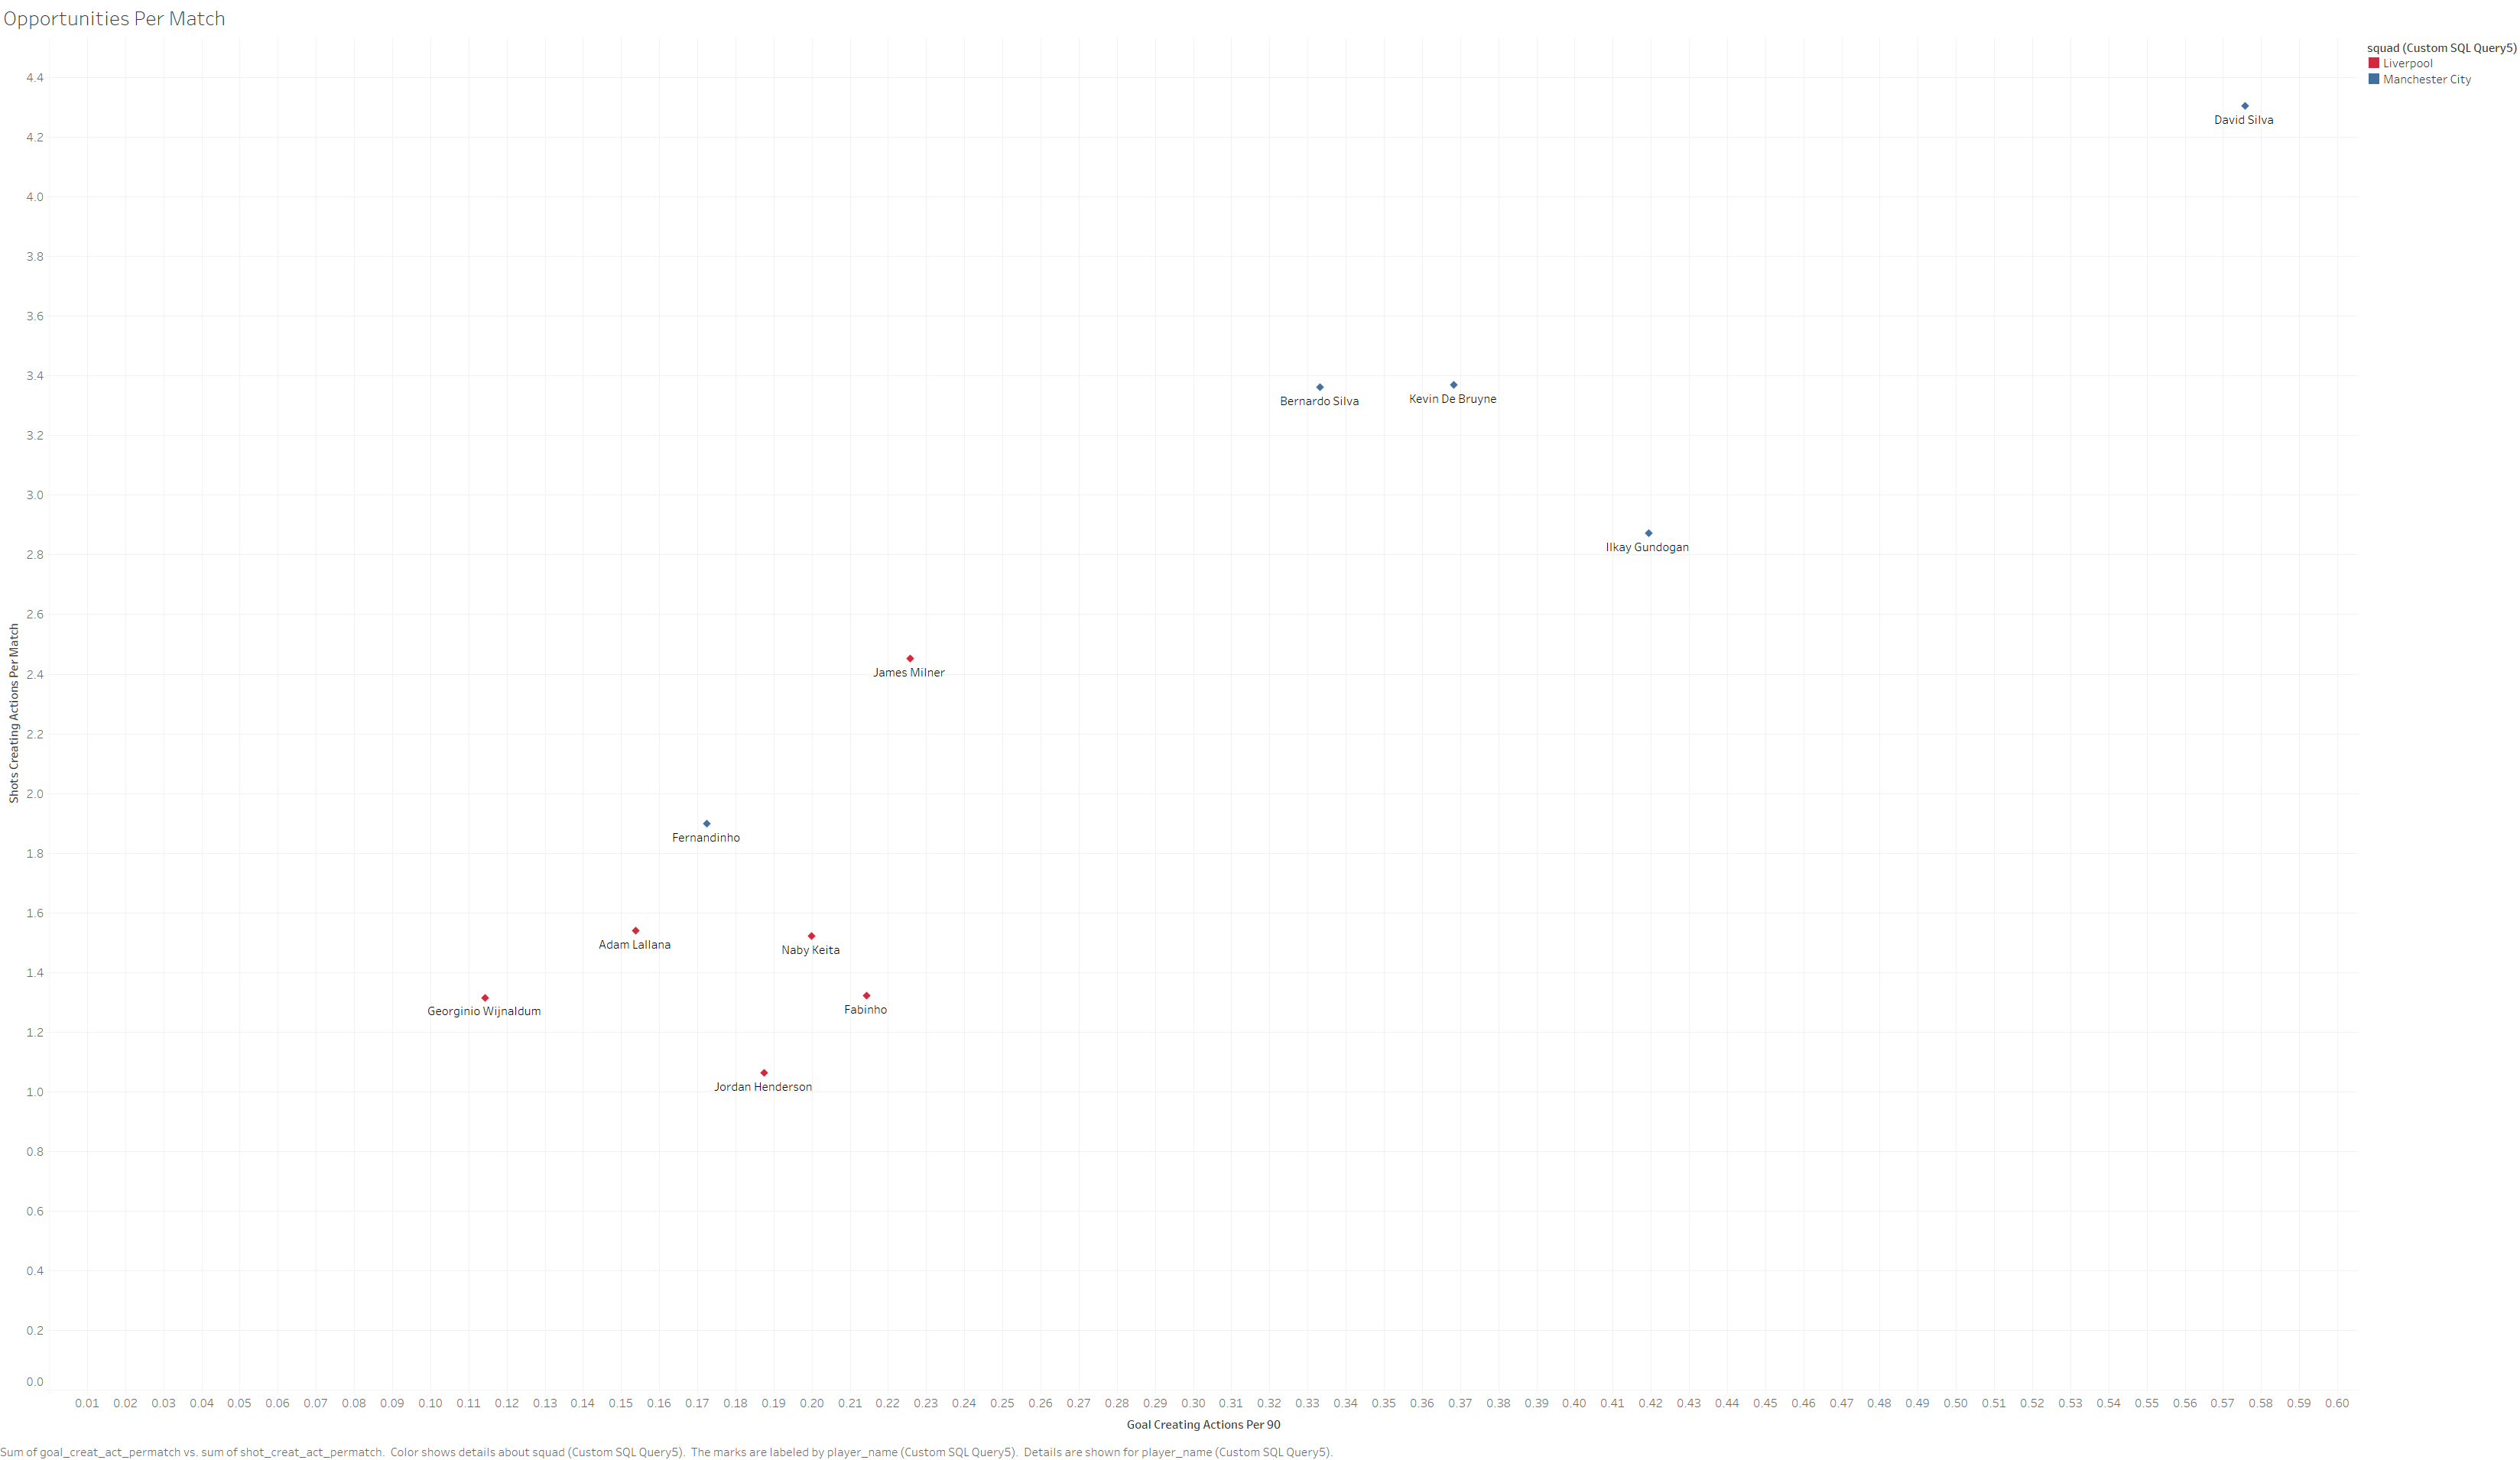 Opportunities Per Match
squad (Custom SQL Query5)
Liverpool
Manchester City
4.4
4.2
4.0
3.8
3.6
3.4
3.2
3.0
2.8
2.6
2.4
2.2
2.0
1.8
1.6
1.4
1.2
1.0
0.8
0.6
0.4
0.2
0.0
Shots Creating Actions Per Match
David Silva
Bernardo Silva
Kevin De Bruyne
Ilkay Gundogan
James Milner
Fernandinho
Adam Lallana
Naby Keita
Georginio Wijnaldum
Fabinho
Jordan Henderson
0.01 0.02 0.03 0.04 0.05 0.06 0.07 0.08 0.09 0.10 0.11 0.12 0.13 0.14 0.15 0.16 0.17 0.18 0.19 0.20 0.21 0.22 0.23 0.24 0.25 0.26 0.27 0.28 0.29 0.30 0.31 0.32 0.33 0.34 0.35 0.36 0.37 0.38 0.39 0.40 0.41 0.42 0.43 0.44 0.45 0.46 0.47 0.48 0.49 0.50 0.51 0.52 0.53 0.54 0.55 0.56 0.57 0.58 0.59 0.60
Goal Creating Actions Per 90
Sum of goal_creat_act_permatch vs. sum of shot_creat_act_permatch. Color shows details about squad (Custom SQL Query5). The marks are labeled by player_name (Custom SQL Query5). Details are shown for player_name (Custom SQL Query5).